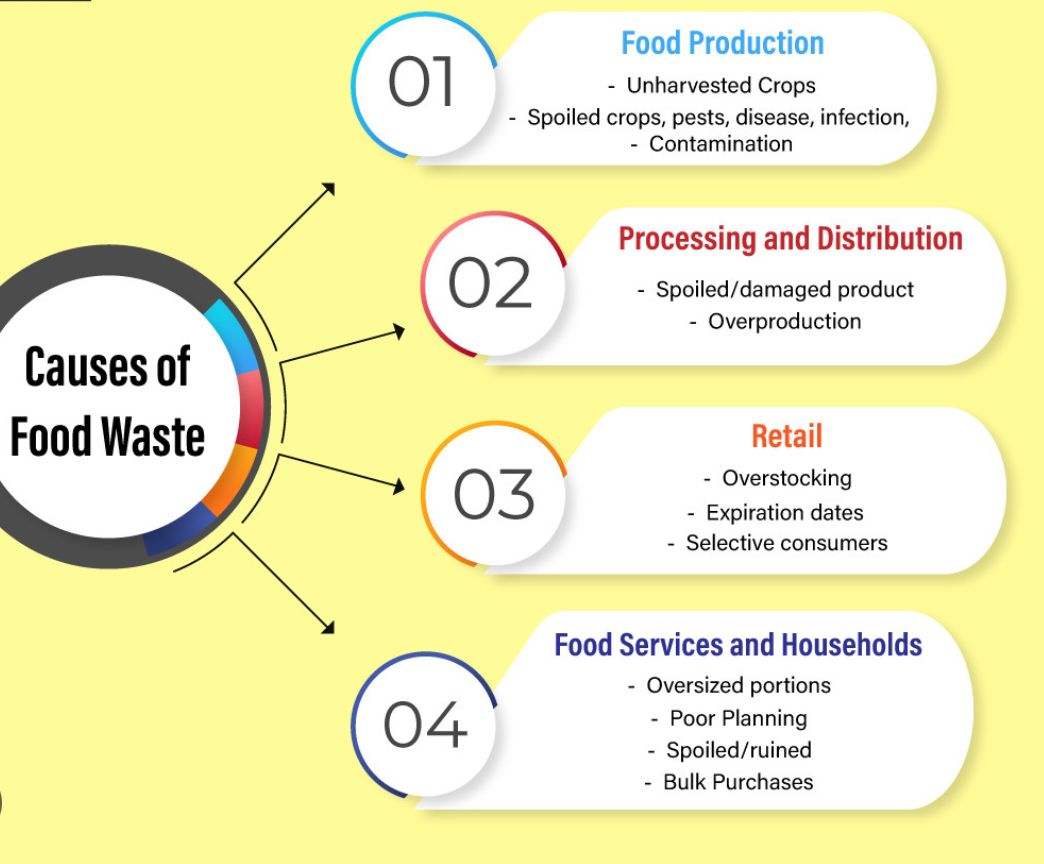 Causes of
Food Waste
01
Food Production
- Unharvested Crops
- Spoiled crops, pests, disease, infection,
- Contamination
02
Processing and Distribution
- Spoiled/damaged product
- Overproduction
03
Retail
- Overstocking
- Expiration dates
- Selective consumers
04
Food Services and Households
- Oversized portions
- Poor Planning
- Spoiled/ruined
- Bulk Purchases